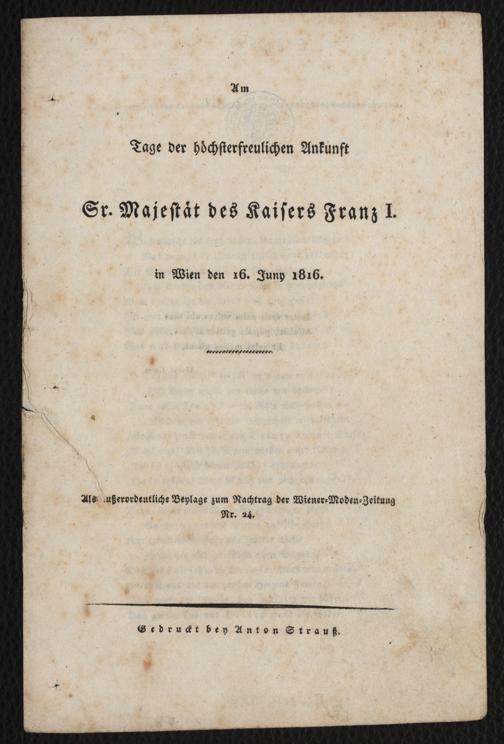 Am
Tage der höchsterfreulichen Ankunft
Sr. Majestät des Kaisers Franz I.
in Wien den 16. Juny 1816.
Als außerordentliche Beylage zum Nachtrag der Wiener-Moden-Zeitung
Nr. 24.
Gedruckt bey Anton Strauß.